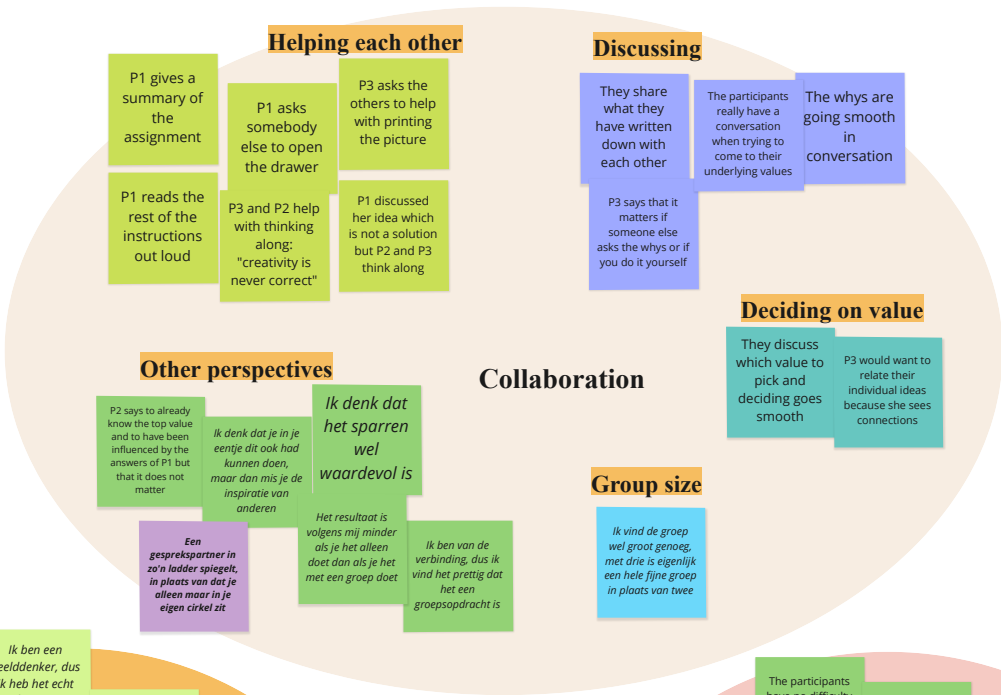 Helping each other
P1 gives a
summary of
the
assignment
P1 asks
somebody
else to open
the drawer
P3 asks the
others to help
with printing
the picture
P1 reads the
rest of the
instructions
out loud
P3 and P2 help
with thinking
along:
"creativity is
never correct"
P1 discussed
her idea which
is not a solution
but P2 and P3
think along
Discussing
They share
what they
have written
down with
each other
The participants
really have a
conversation
when trying to
come to their
underlying values
The whys are
going smooth
in
conversation
P3 says that it
matters if
someone else
asks the whys or if
you do it yourself
Deciding on value
They discuss
which value to
pick and
deciding goes
smooth
P3 would want to
relate their
individual ideas
because she sees
connections
Collaboration
Other perspectives
P2 says to already
know the top value
and to have been
influenced by the
answers of P1 but
that it does not
matter
Ik denk dat je in je
eentje dit ook had
kunnen doen,
maar dan mis je de
inspiratie van
anderen
Ik denk dat
het sparren
wel
waardevol is
Een
gesprekspartner in
zo'n ladder spiegelt,
in plaats van dat je
alleen maar in je
eigen cirkel zit
Het resultaat is
volgens mij minder
als je het alleen
doet dan als je het
met een groep doet
Ik ben van de
verbinding, dus ik
vind het prettig dat
het een
groepsopdracht is
Group size
Ik vind de groep
wel groot genoeg,
met drie is eigenlijk
een hele fijne groep
in plaats van twee
Ik ben een
dus
heb het echt
The participants